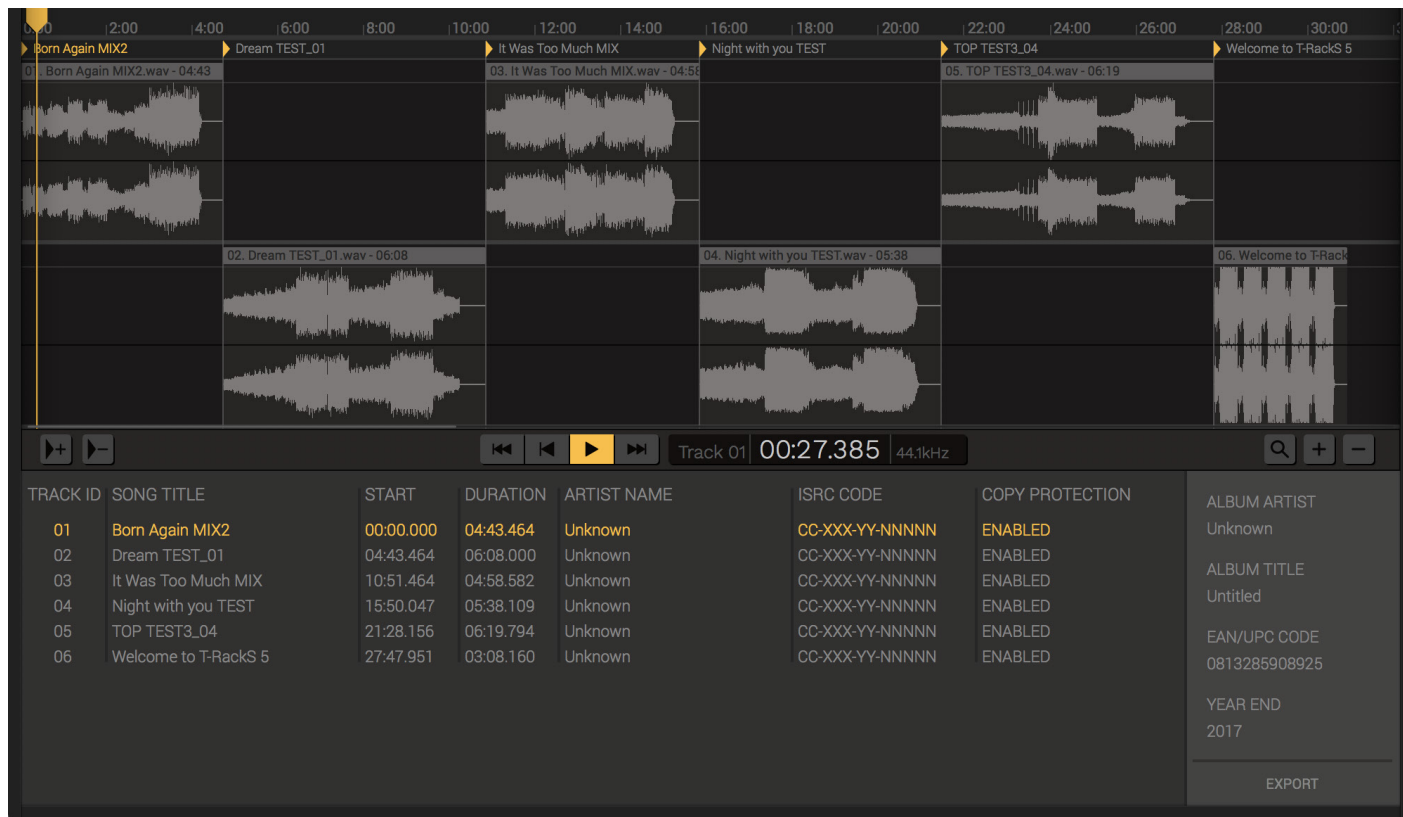 0:00 2:00 4:00 6:00 8:00 10:00 12:00 14:00 16:00 18:00 20:00 22:00 24:00 26:00 28:00 30:00
Born Again MIX2 Dream TEST_01 It Was Too Much MIX Night with you TEST TOP TEST3_04 Welcome to T-RackS 5
01. Born Again MIX2.wav - 04:43 03. It Was Too Much MIX.wav - 04:58 05. TOP TEST3_04.wav - 06:19
02. Dream TEST_01.wav - 06:08 04. Night with you TEST.wav - 05:38 06. Welcome to T-Rack
Track 01 00:27.385 44.1kHz
TRACK ID SONG TITLE START DURATION ARTIST NAME ISRC CODE COPY PROTECTION
01 Born Again MIX2 00:00.000 04:43.464 Unknown CC-XXX-YY-NNNNN ENABLED
02 Dream TEST_01 04:43.464 06:08.000 Unknown CC-XXX-YY-NNNNN ENABLED
03 It Was Too Much MIX 10:51.464 04:58.582 Unknown CC-XXX-YY-NNNNN ENABLED
04 Night with you TEST 15:50.047 05:38.109 Unknown CC-XXX-YY-NNNNN ENABLED
05 TOP TEST3_04 21:28.156 06:19.794 Unknown CC-XXX-YY-NNNNN ENABLED
06 Welcome to T-RackS 5 27:47.951 03:08.160 Unknown CC-XXX-YY-NNNNN ENABLED
ALBUM ARTIST
Unknown
ALBUM TITLE
Untitled
EAN/UPC CODE
0813285908925
YEAR END
2017
EXPORT